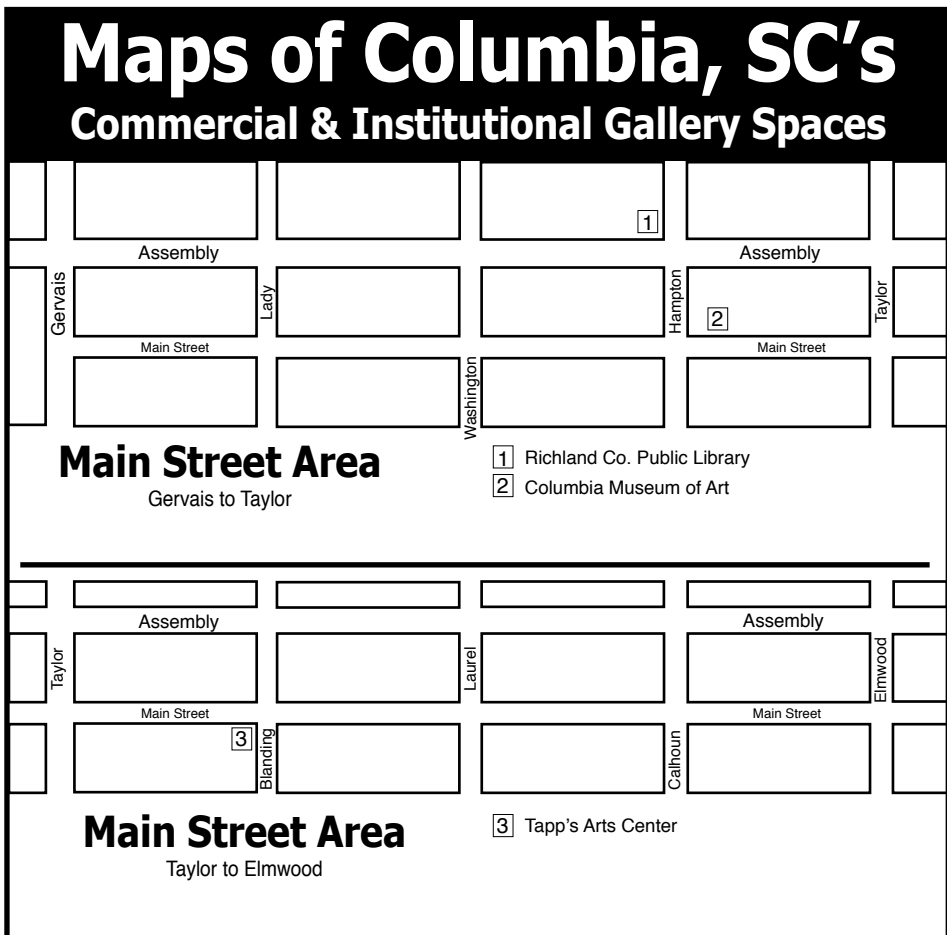 Maps of Columbia, SC's
Commercial & Institutional Gallery Spaces
1
Assembly
Assembly
Gervais
Lady
Hampton
2
Taylor
Main Street
Main Street
Washington
Main Street Area
Gervais to Taylor
1 Richland Co. Public Library
2 Columbia Museum of Art
Assembly
Assembly
Taylor
Laurel
Elmwood
Main Street
Main Street
3
Blanding
Calhoun
Main Street Area
Taylor to Elmwood
3 Tapp's Arts Center